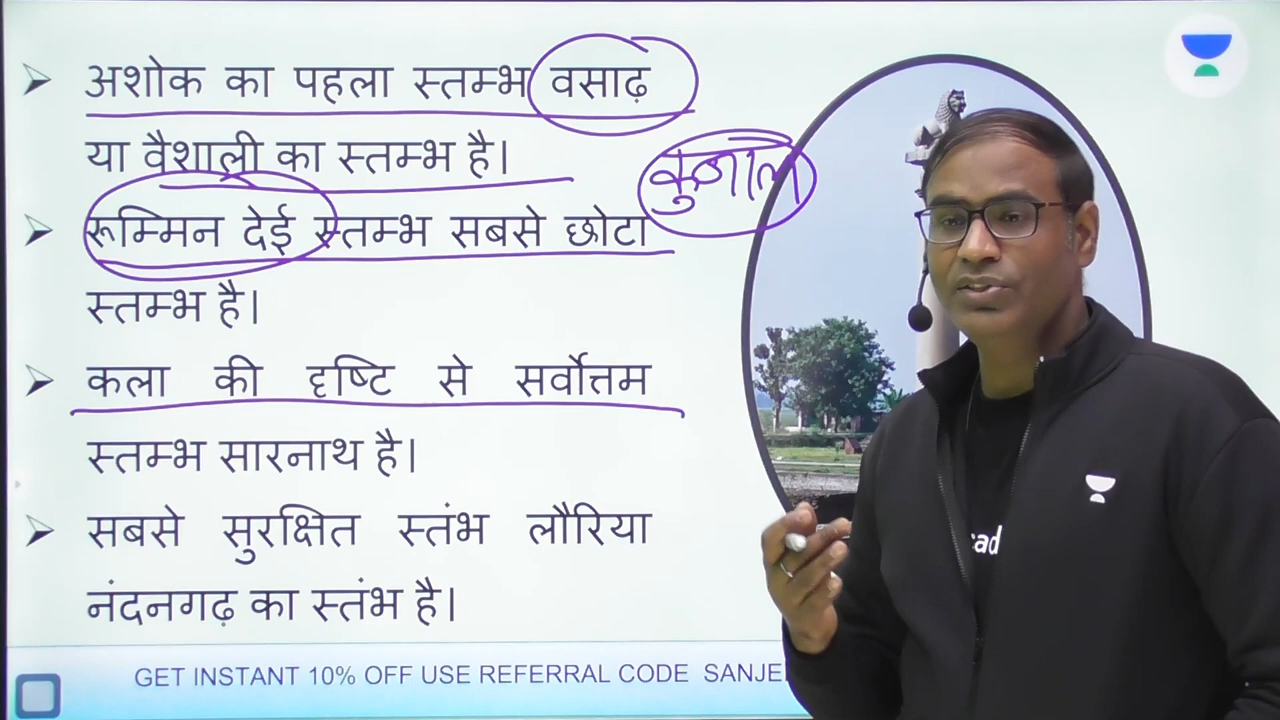 अशोक का पहला स्तम्भ वसाढ़
या वैशाली का स्तम्भ है।
कुणाल
रूम्मिन देई स्तम्भ सबसे छोटा
स्तम्भ है।
कला की दृष्टि से सर्वोत्तम
स्तम्भ सारनाथ है।
सबसे सुरक्षित स्तंभ लौरिया
नंदनगढ़ का स्तंभ है।
cad
GET INSTANT 10% OFF USE REFERRAL CODE SANJE